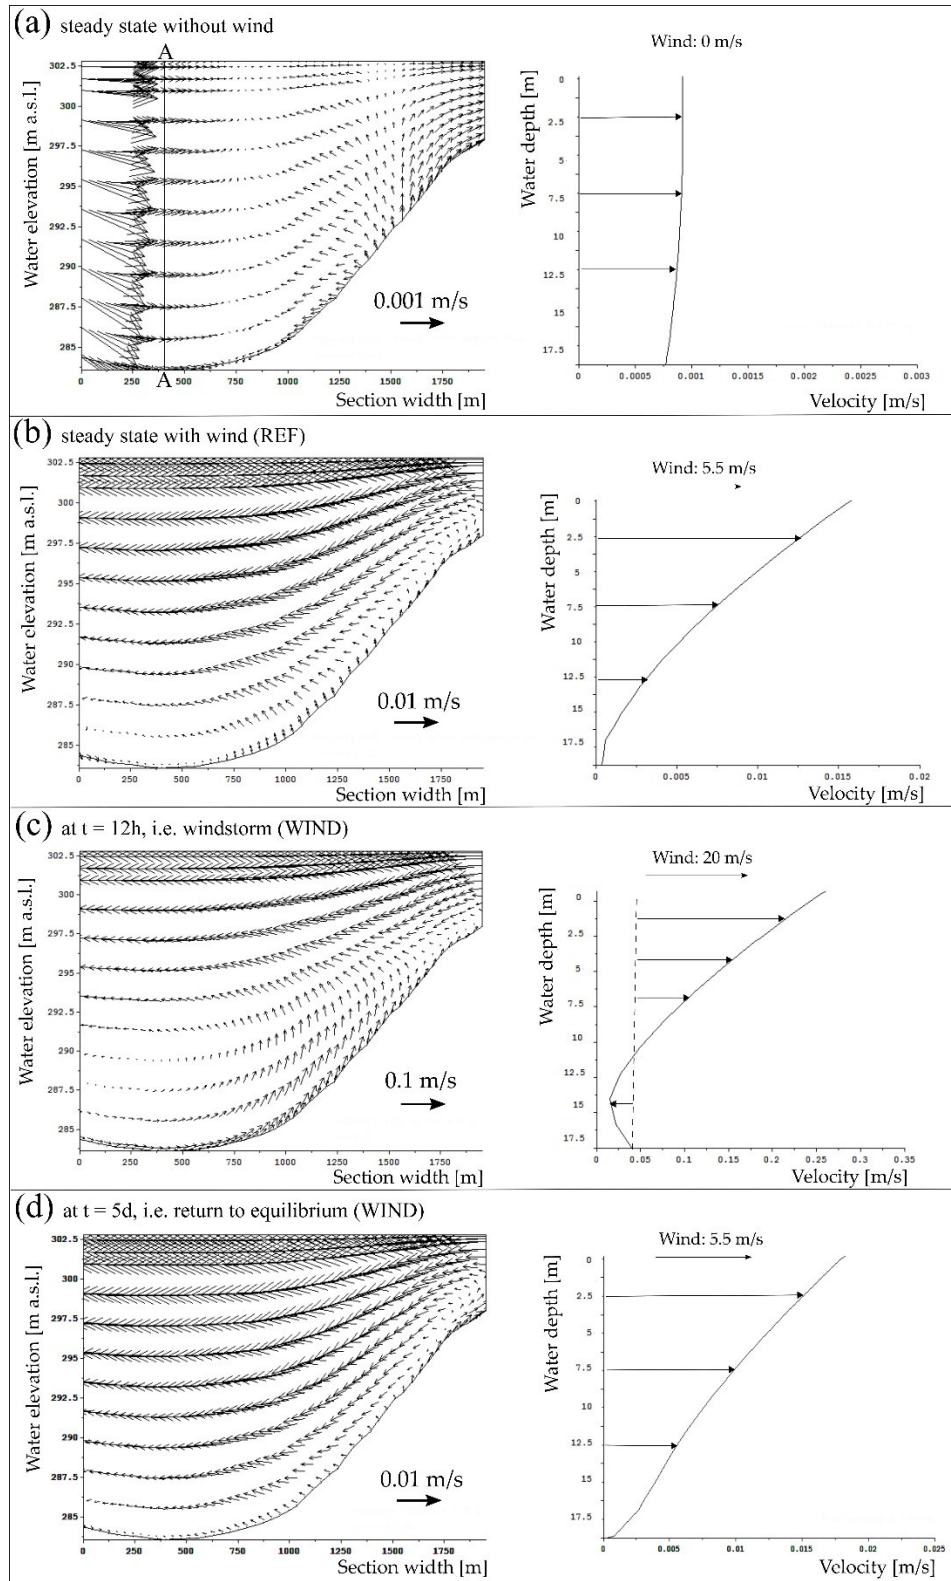 (a) steady state without wind
A
302.5
300
297.5
295
292.5
290
287.5
285
Water elevation [m a.s.l.]
0.001 m/s
A
0 250 500 750 1000 1250 1500 1750
Section width [m]
Wind: 0 m/s
0
2.5
5
7.5
10
12.5
15
17.5
Water depth [m]
0 0.0005 0.001 0.0015 0.002 0.0025 0.003
Velocity [m/s]
(b) steady state with wind (REF)
302.5
300
297.5
295
292.5
290
287.5
285
Water elevation [m a.s.l.]
0.01 m/s
0 250 500 750 1000 1250 1500 1750
Section width [m]
Wind: 5.5 m/s
0
2.5
5
7.5
10
12.5
15
17.5
Water depth [m]
0 0.005 0.01 0.015 0.02
Velocity [m/s]
(c) at t = 12h, i.e. windstorm (WIND)
302.5
300
297.5
295
292.5
290
287.5
285
Water elevation [m a.s.l.]
0.1 m/s
0 250 500 750 1000 1250 1500 1750
Section width [m]
Wind: 20 m/s
0
2.5
5
7.5
10
12.5
15
17.5
Water depth [m]
0 0.05 0.1 0.15 0.2 0.25 0.3 0.35
Velocity [m/s]
(d) at t = 5d, i.e. return to equilibrium (WIND)
302.5
300
297.5
295
292.5
290
287.5
285
Water elevation [m a.s.l.]
0.01 m/s
0 250 500 750 1000 1250 1500 1750
Section width [m]
Wind: 5.5 m/s
0
2.5
5
7.5
10
12.5
15
17.5
Water depth [m]
0 0.005 0.01 0.015 0.02 0.025
Velocity [m/s]